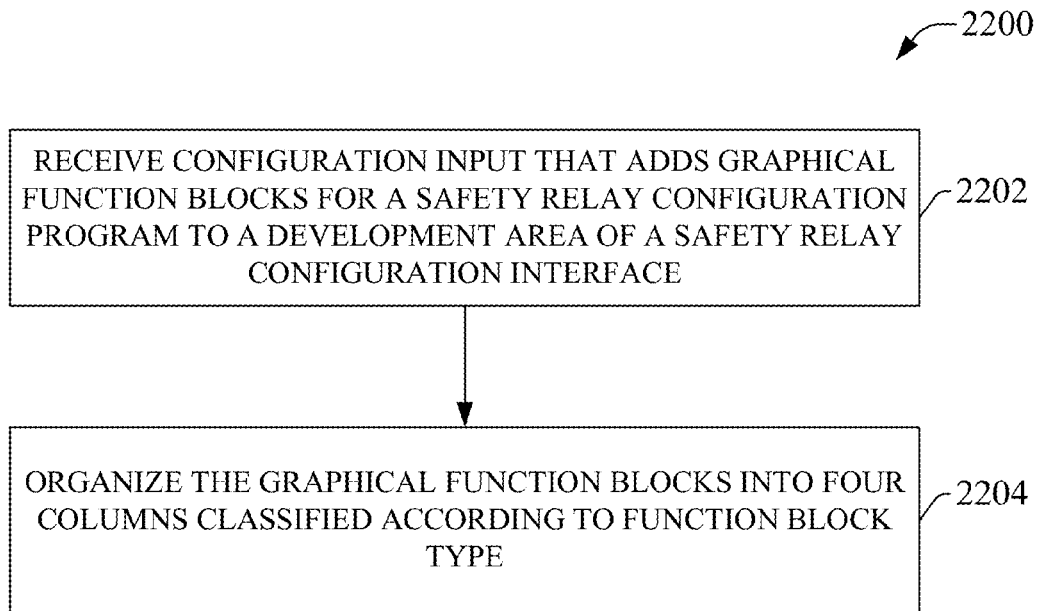 2200
RECEIVE CONFIGURATION INPUT THAT ADDS GRAPHICAL
FUNCTION BLOCKS FOR A SAFETY RELAY CONFIGURATION
PROGRAM TO A DEVELOPMENT AREA OF A SAFETY RELAY
CONFIGURATION INTERFACE
2202
ORGANIZE THE GRAPHICAL FUNCTION BLOCKS INTO FOUR
COLUMNS CLASSIFIED ACCORDING TO FUNCTION BLOCK
TYPE
2204